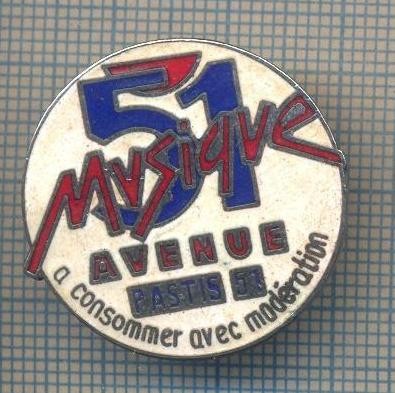 51
Musique
AVENUE
PASTIS 51
a consommer avec modération